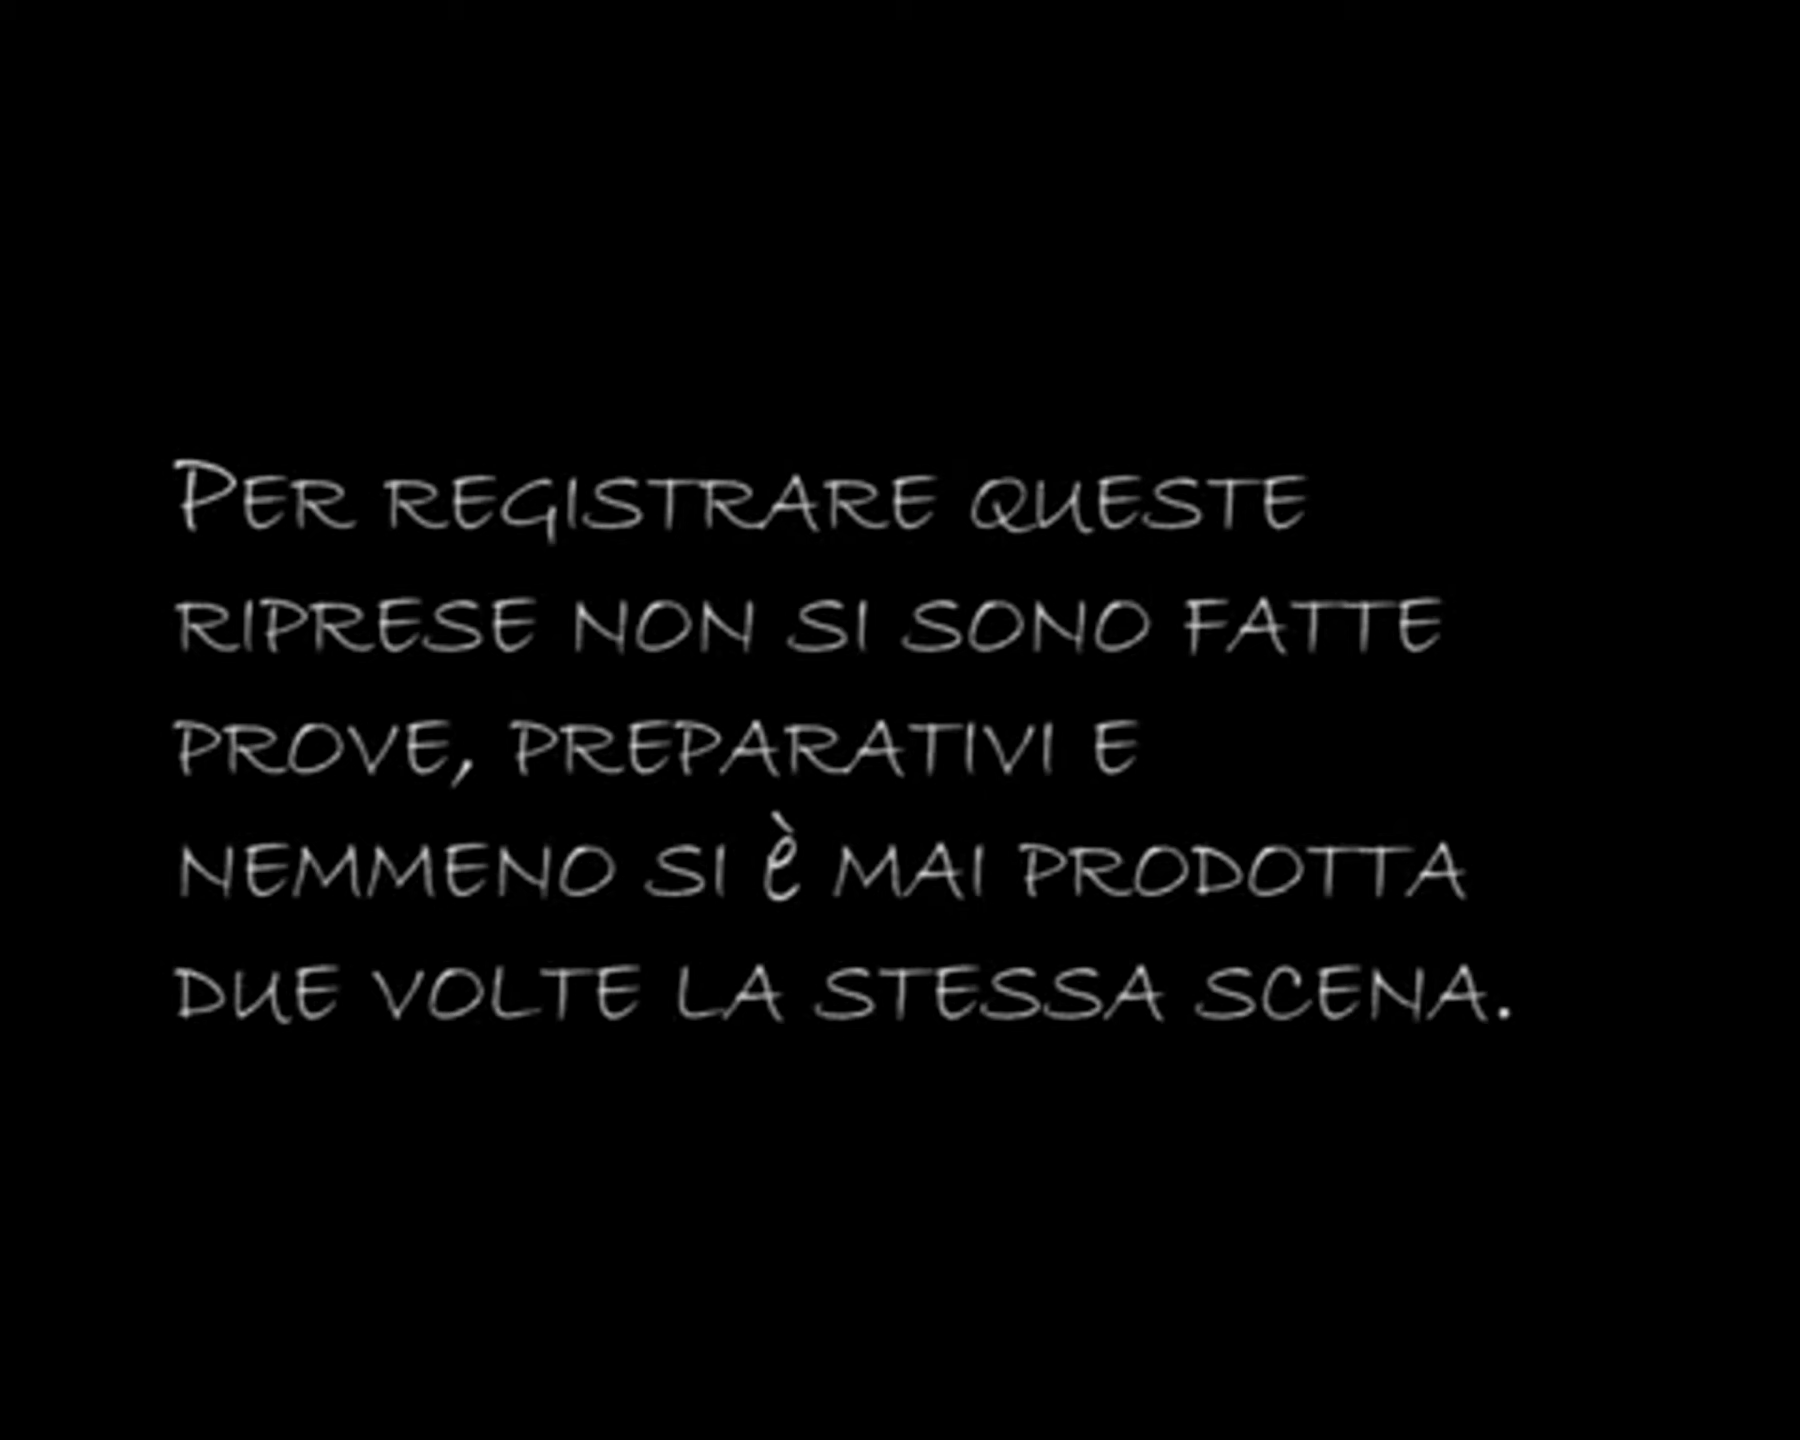 Per registrare queste
riprese non si sono fatte
prove, preparativi e
nemmeno si è mai prodotta
due volte la stessa scena.